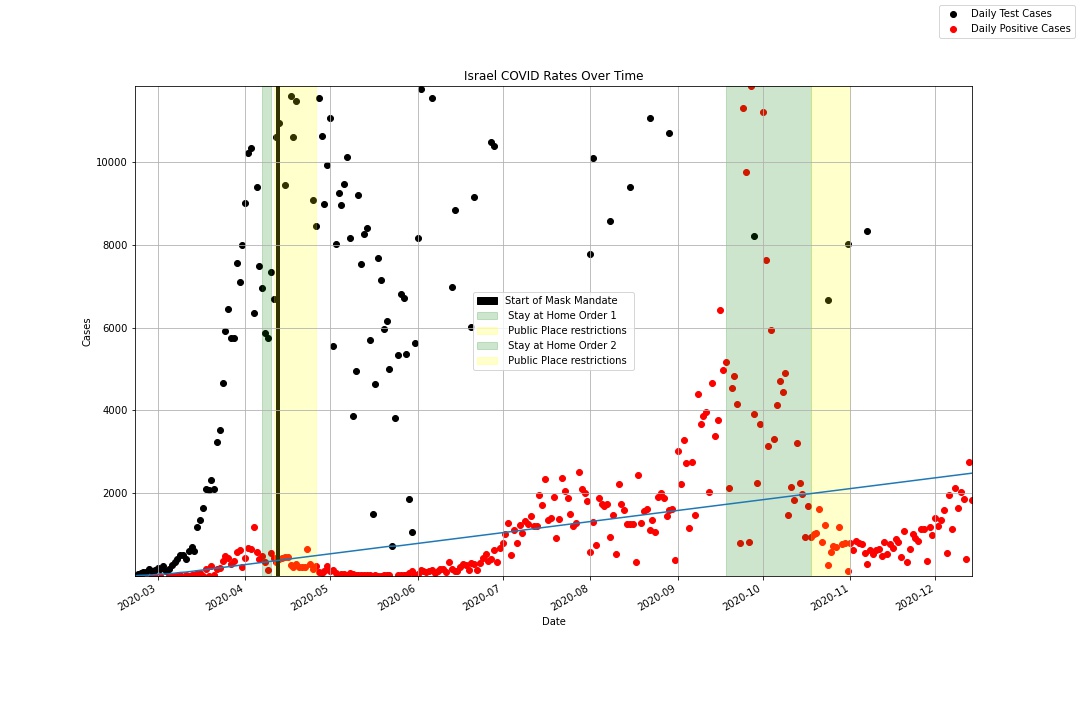 Daily Test Cases
Daily Positive Cases
Israel COVID Rates Over Time
10000
8000
6000
4000
2000
Cases
Start of Mask Mandate
Stay at Home Order 1
Public Place restrictions
Stay at Home Order 2
Public Place restrictions
2020-03
2020-04
2020-05
2020-06
2020-07
2020-08
2020-09
2020-10
2020-11
2020-12
Date